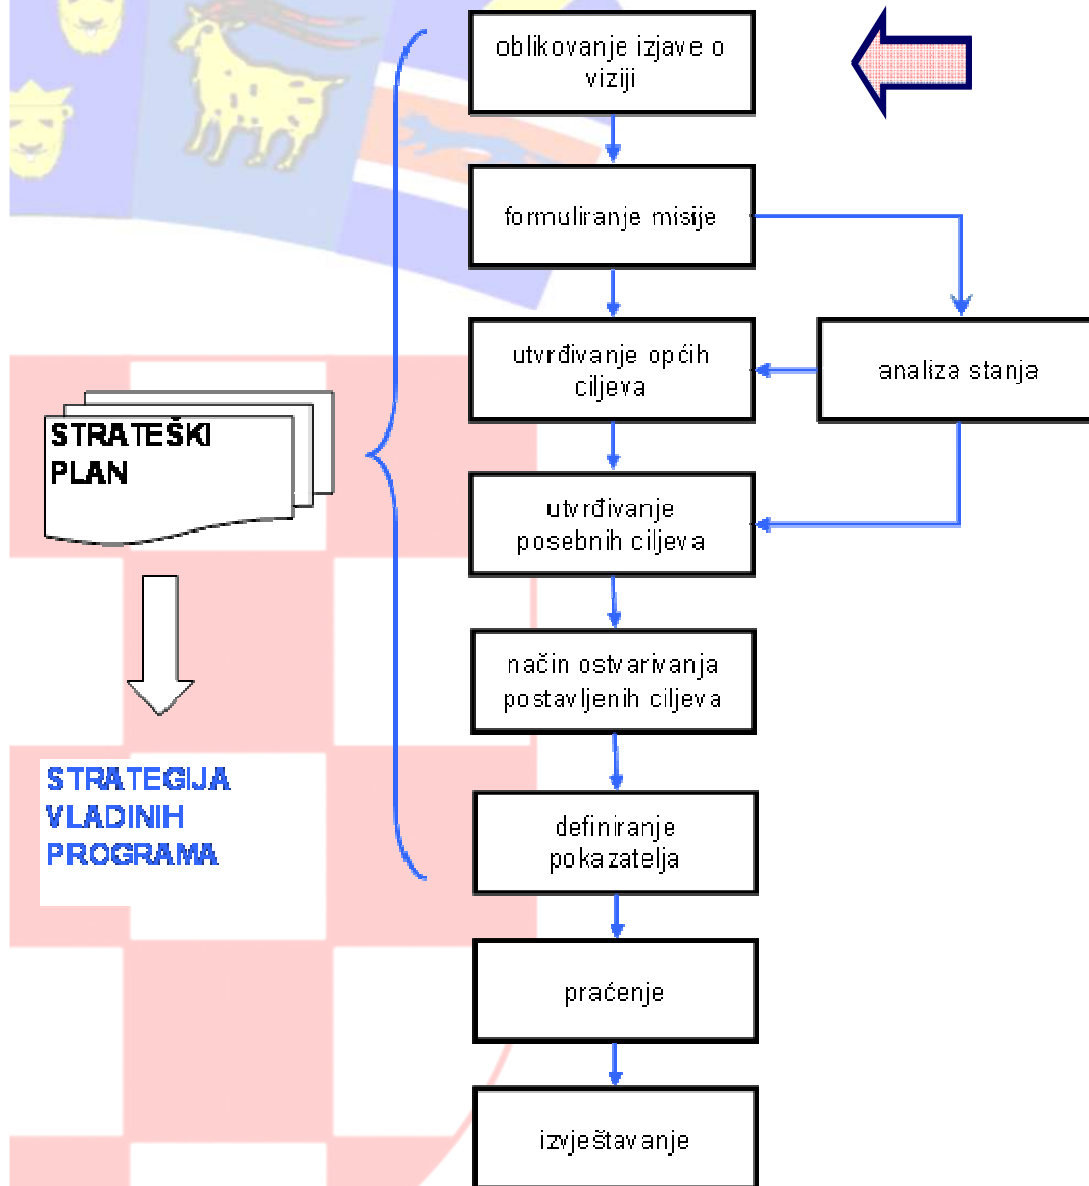 oblikovanje izjave o
viziji
formuliranje misije
utvrđivanje općih
ciljeva
analiza stanja
STRATEŠKI
PLAN
utvrđivanje
posebnih ciljeva
način ostvarivanja
postavljenih ciljeva
STRATEGIJA
VLADINIH
PROGRAMA
definiranje
pokazatelja
praćenje
izvještavanje